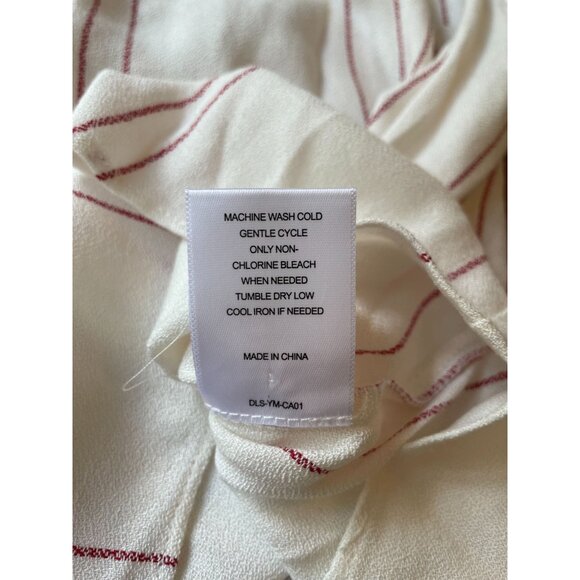 MACHINE WASH COLD
GENTLE CYCLE
ONLY NON-
CHLORINE BLEACH
WHEN NEEDED
TUMBLE DRY LOW
COOL IRON IF NEEDED
MADE IN CHINA
DLS-YM-CA01